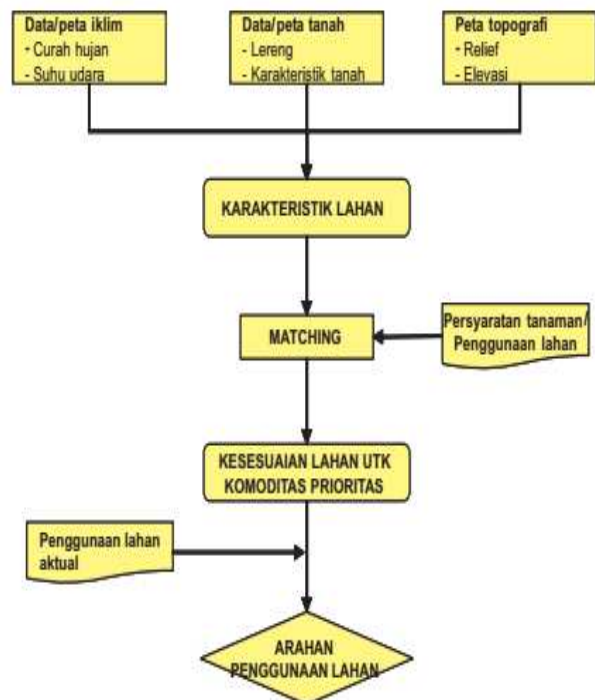 Data/peta iklim
- Curah hujan
- Suhu udara
Data/peta tanah
- Lereng
- Karakteristik tanah
Peta topografi
- Relief
- Elevasi
KARAKTERISTIK LAHAN
MATCHING
Persyaratan tanaman/
Penggunaan lahan
KESESUAIAN LAHAN UTK
KOMODITAS PRIORITAS
Penggunaan lahan
aktual
ARAHAN
PENGGUNAAN LAHAN